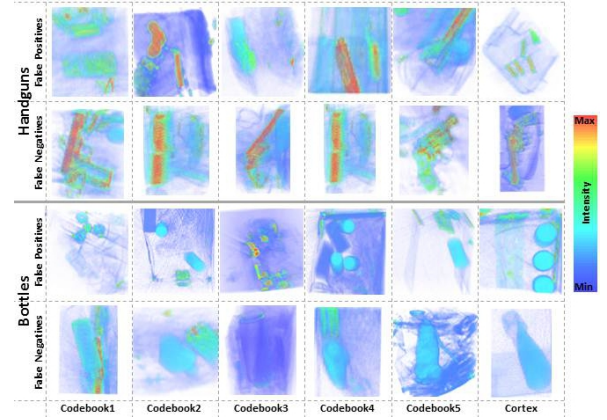 Handguns
False Positives
False Negatives
Bottles
False Positives
False Negatives
Max
Intensity
Min
Codebook1 Codebook2 Codebook3 Codebook4 Codebook5 Cortex